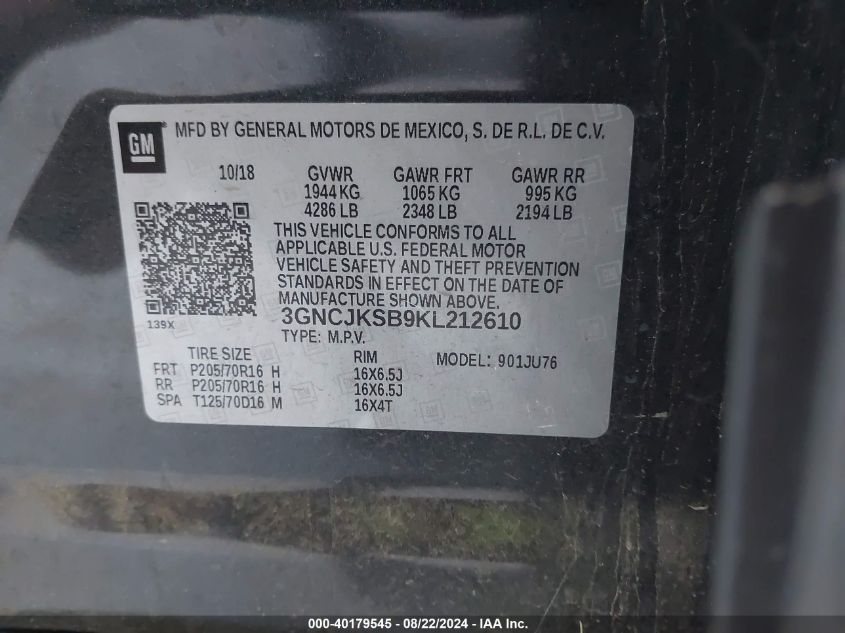 GM
MFD BY GENERAL MOTORS DE MEXICO, S. DE R.L. DE C.V.
10/18 GVWR GAWR FRT GAWR RR
1944 KG 1065 KG 995 KG
4286 LB 2348 LB 2194 LB
THIS VEHICLE CONFORMS TO ALL
APPLICABLE U.S. FEDERAL MOTOR
VEHICLE SAFETY AND THEFT PREVENTION
STANDARDS IN EFFECT ON THE DATE OF
MANUFACTURE SHOWN ABOVE.
139X 3GNCJKSB9KL212610
TYPE: M.P.V.
TIRE SIZE RIM MODEL: 901JU76
FRT P205/70R16 H 16X6.5J
RR P205/70R16 H 16X6.5J
SPA T125/70D16 M 16X4T
000-40179545 - 08/22/2024 - IAA Inc.